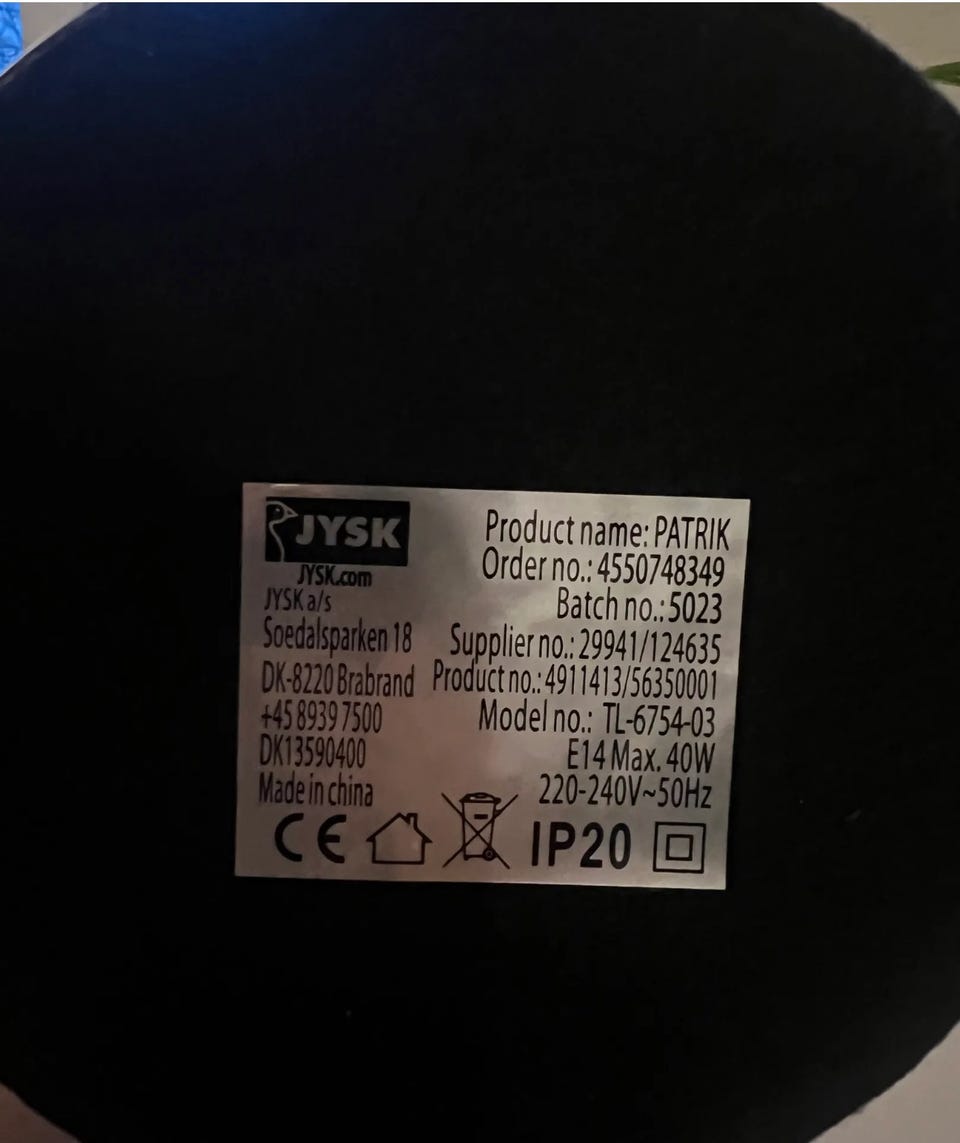 JYSK
JYSK.com
JYSK a/s
Soedalsparken 18
DK-8220 Brabrand
+45 8939 7500
DK13590400
Made in china
CE
Product name: PATRIK
Order no.: 4550748349
Batch no.: 5023
Supplier no.: 29941/124635
Product no.: 4911413/56350001
Model no.: TL-6754-03
E14 Max. 40W
220-240V~50Hz
IP20